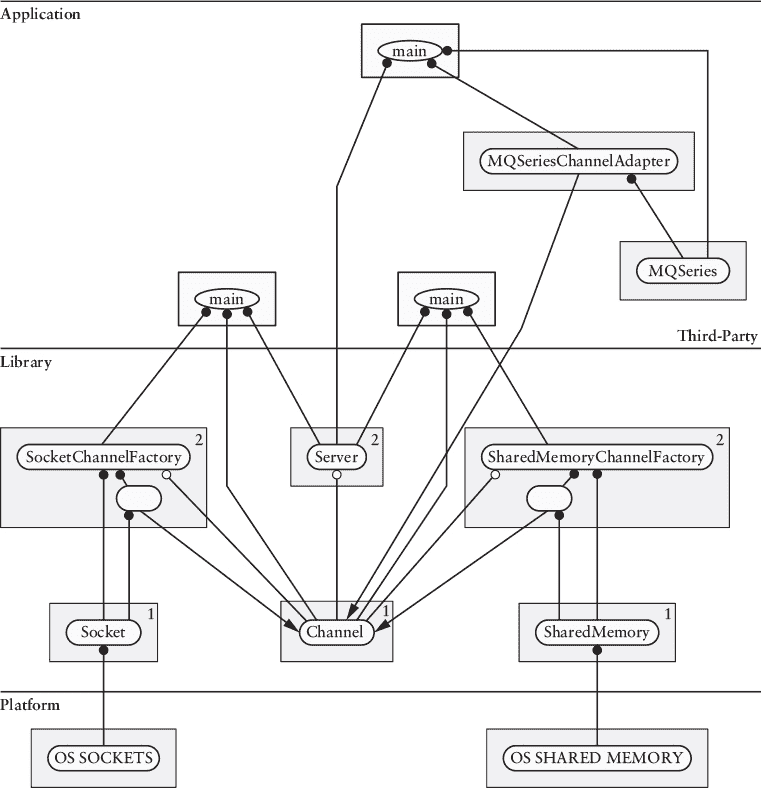 Application
main
MQSeriesChannelAdapter
MQSeries
main
main
Third-Party
Library
2
2
2
SocketChannelFactory
Server
SharedMemoryChannelFactory
1
1
1
Socket
Channel
SharedMemory
Platform
OS SOCKETS
OS SHARED MEMORY